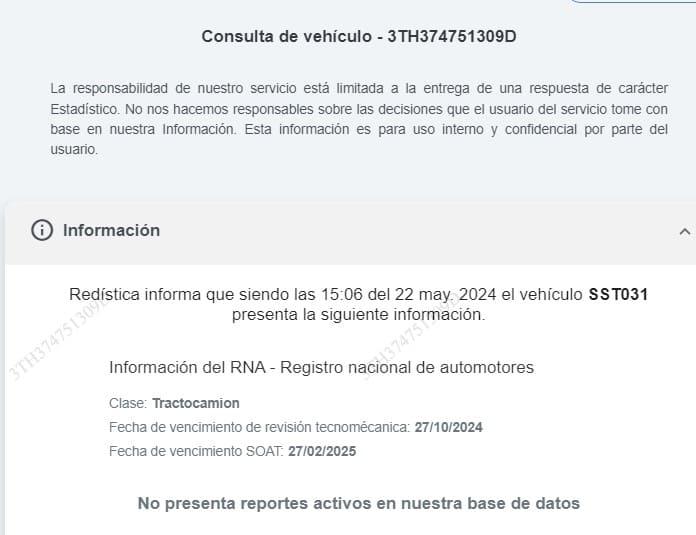 Consulta de vehículo - 3TH374751309D
La responsabilidad de nuestro servicio está limitada a la entrega de una respuesta de carácter
Estadístico. No nos hacemos responsables sobre las decisiones que el usuario del servicio tome con
base en nuestra Información. Esta información es para uso interno y confidencial por parte del
usuario.
Información
Redística informa que siendo las 15:06 del 22 may. 2024 el vehículo SST031
presenta la siguiente información.
3TH374751309D
3TH374751309D
Información del RNA - Registro nacional de automotores
Clase: Tractocamion
Fecha de vencimiento de revisión tecnomécanica: 27/10/2024
Fecha de vencimiento SOAT: 27/02/2025
No presenta reportes activos en nuestra base de datos